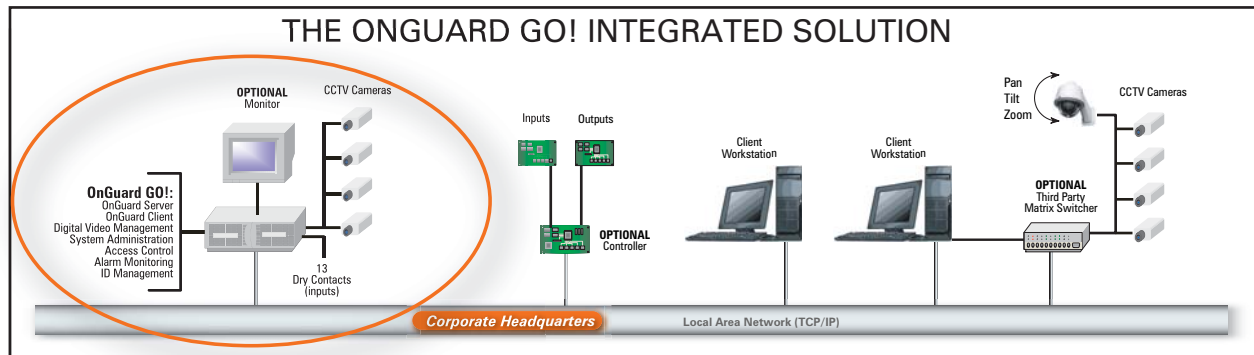 THE ONGUARD GO! INTEGRATED SOLUTION
OPTIONAL
Monitor
CCTV Cameras
OnGuard GO!:
OnGuard Server
OnGuard Client
Digital Video Management
System Administration
Access Control
Alarm Monitoring
ID Management
13
Dry Contacts
(inputs)
Inputs
Outputs
OPTIONAL
Controller
Client
Workstation
Client
Workstation
Pan
Tilt
Zoom
CCTV Cameras
OPTIONAL
Third Party
Matrix Switcher
Corporate Headquarters
Local Area Network (TCP/IP)